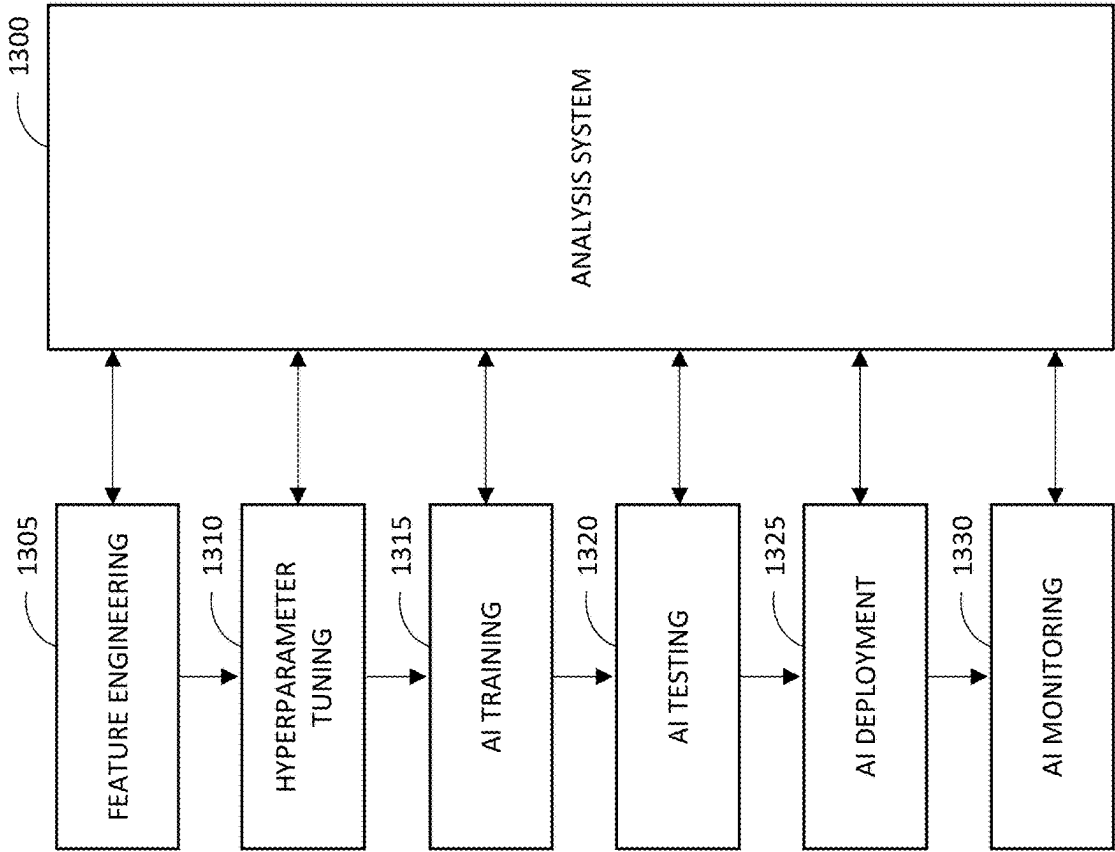 1300
ANALYSIS SYSTEM
1305
FEATURE ENGINEERING
1310
HYPERPARAMETER
TUNING
1315
AI TRAINING
1320
AI TESTING
1325
AI DEPLOYMENT
1330
AI MONITORING